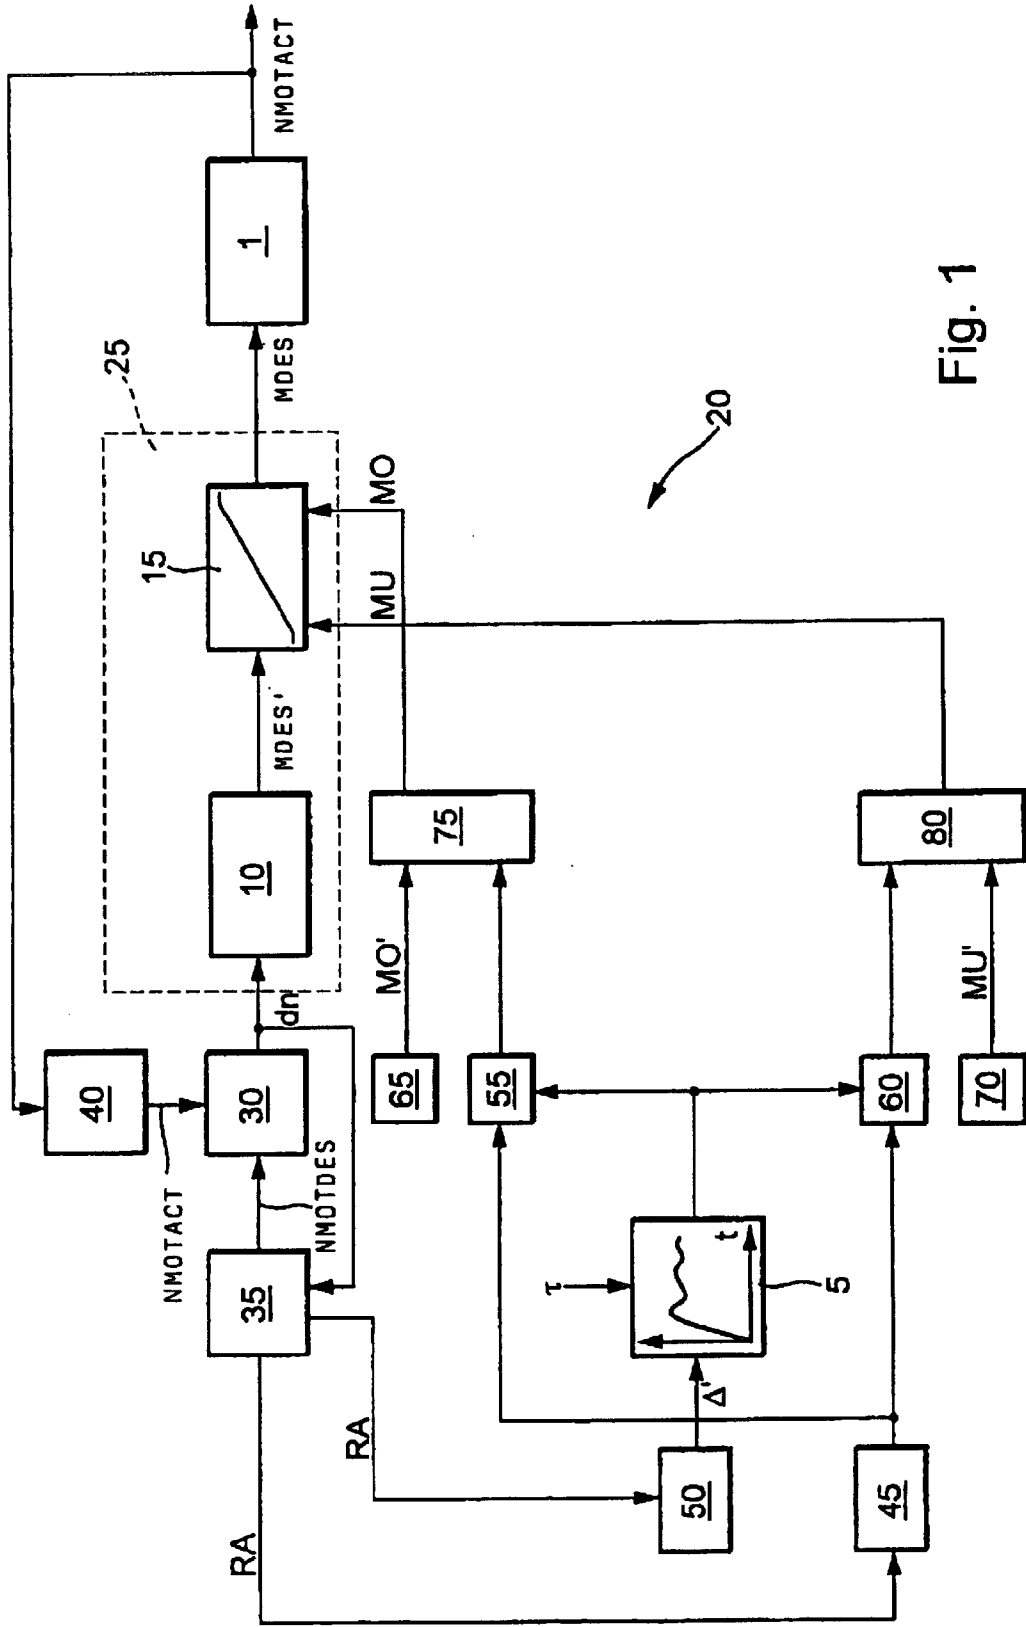 NMOTACT
1
25
MDES
15
MO
MU
20
MDES'
10
75
80
dn
MO'
MU'
40
30
65
55
60
70
NMOTACT
NMOTDES
35
τ
t
5
Δ'
RA
RA
50
45
Fig. 1